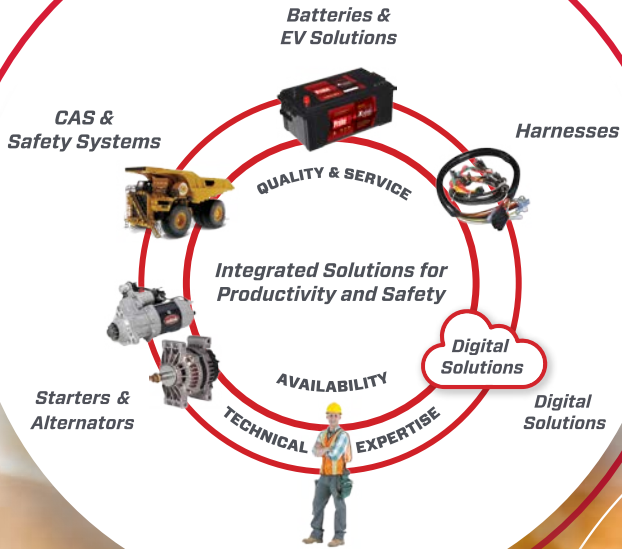 Batteries &
EV Solutions
CAS &
Safety Systems
Harnesses
QUALITY & SERVICE
Integrated Solutions for
Productivity and Safety
Digital
Solutions
AVAILABILITY
TECHNICAL EXPERTISE
Starters &
Alternators
Digital
Solutions